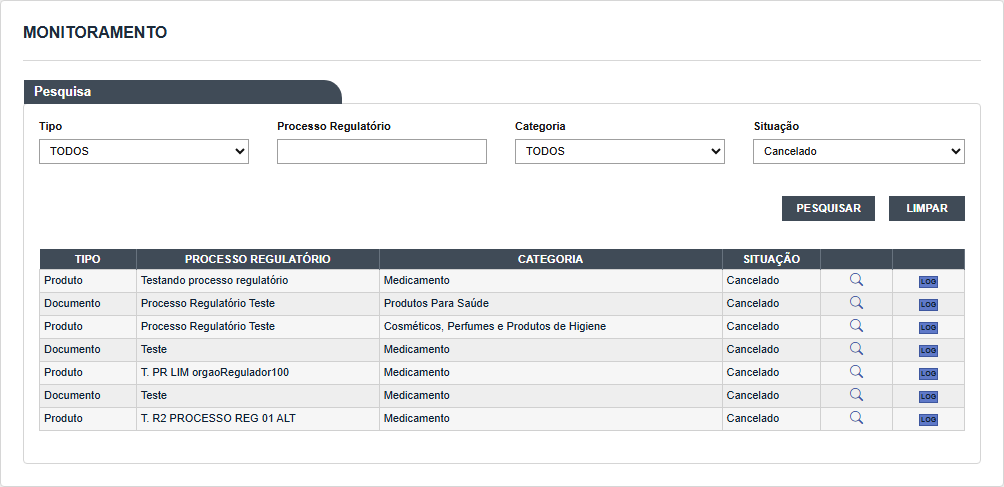 MONITORAMENTO
Pesquisa
Tipo Processo Regulatório Categoria Situação
TODOS TODOS Cancelado
PESQUISAR LIMPAR
TIPO PROCESSO REGULATÓRIO CATEGORIA SITUAÇÃO
Produto Testando processo regulatório Medicamento Cancelado LOG
Documento Processo Regulatório Teste Produtos Para Saúde Cancelado LOG
Produto Processo Regulatório Teste Cosméticos, Perfumes e Produtos de Higiene Cancelado LOG
Documento Teste Medicamento Cancelado LOG
Produto T. PR LIM orgaoRegulador100 Medicamento Cancelado LOG
Documento Teste Medicamento Cancelado LOG
Produto T. R2 PROCESSO REG 01 ALT Medicamento Cancelado LOG